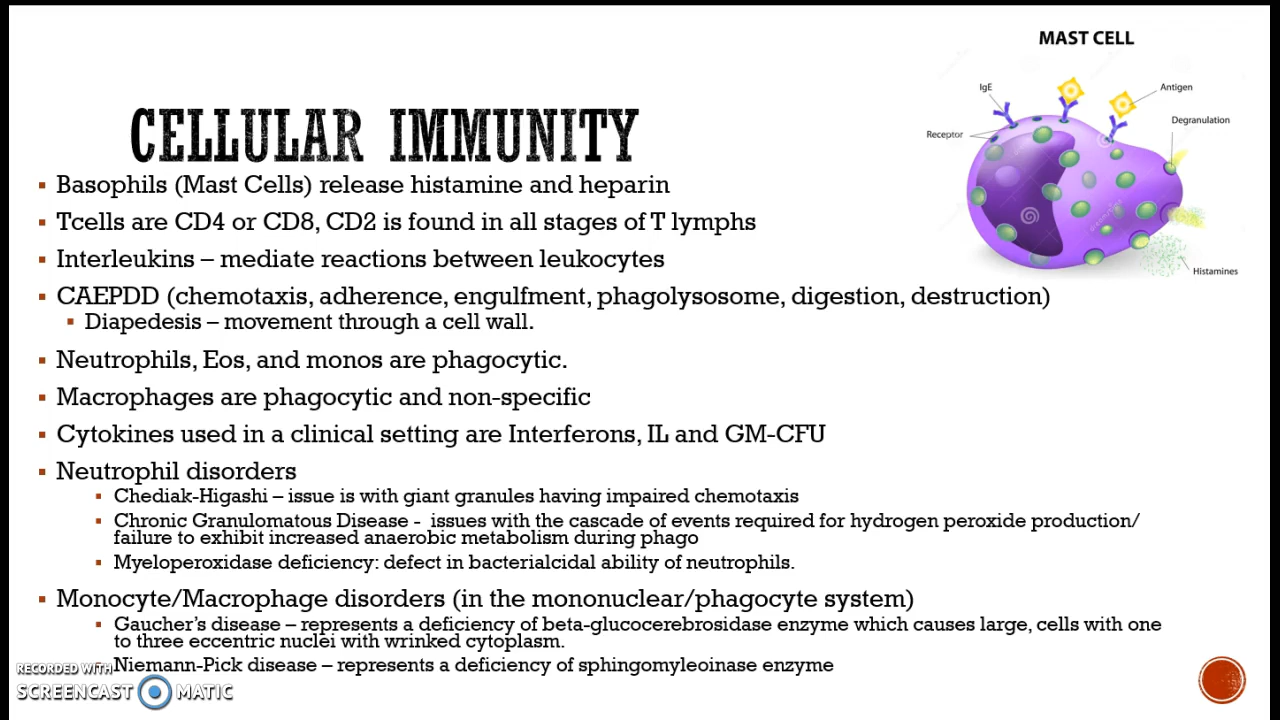 MAST CELL
IgE
Antigen
Receptor
Degranulation
Histamines
CELLULAR IMMUNITY
Basophils (Mast Cells) release histamine and heparin
Tcells are CD4 or CD8, CD2 is found in all stages of T lymphs
Interleukins – mediate reactions between leukocytes
CAEPDD (chemotaxis, adherence, engulfment, phagolysosome, digestion, destruction)
Diapedesis – movement through a cell wall.
Neutrophils, Eos, and monos are phagocytic.
Macrophages are phagocytic and non-specific
Cytokines used in a clinical setting are Interferons, IL and GM-CFU
Neutrophil disorders
Chediak-Higashi – issue is with giant granules having impaired chemotaxis
Chronic Granulomatous Disease - issues with the cascade of events required for hydrogen peroxide production/
failure to exhibit increased anaerobic metabolism during phago
Myeloperoxidase deficiency: defect in bacterialcidal ability of neutrophils.
Monocyte/Macrophage disorders (in the mononuclear/phagocyte system)
Gaucher's disease – represents a deficiency of beta-glucocerebrosidase enzyme which causes large, cells with one
to three eccentric nuclei with wrinked cytoplasm.
Niemann-Pick disease – represents a deficiency of sphingomyleoinase enzyme
RECORDED WITH
SCREENCAST MATIC